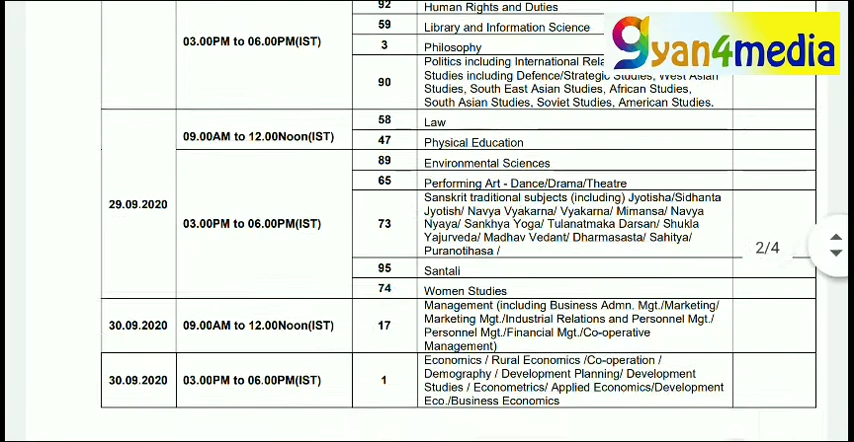 92
Human Rights and Duties
59
Library and Information Science
gyan4media
03.00PM to 06.00PM(IST)
3
Philosophy
90
Politics including International Rela
Studies including Defence/Strategic Studies, West Asian
Studies, South East Asian Studies, African Studies,
South Asian Studies, Soviet Studies, American Studies.
29.09.2020
09.00AM to 12.00Noon(IST)
58
Law
47
Physical Education
03.00PM to 06.00PM(IST)
89
Environmental Sciences
65
Performing Art - Dance/Drama/Theatre
73
Sanskrit traditional subjects (including) Jyotisha/Sidhanta
Jyotish/ Navya Vyakarna/ Vyakarna/ Mimansa/ Navya
Nyaya/ Sankhya Yoga/ Tulanatmaka Darsan/ Shukla
Yajurveda/ Madhav Vedant/ Dharmasasta/ Sahitya/
Puranotihasa /
2/4
95
Santali
74
Women Studies
30.09.2020
09.00AM to 12.00Noon(IST)
17
Management (including Business Admn. Mgt./Marketing/
Marketing Mgt./Industrial Relations and Personnel Mgt./
Personnel Mgt./Financial Mgt./Co-operative
Management)
30.09.2020
03.00PM to 06.00PM(IST)
1
Economics / Rural Economics /Co-operation /
Demography / Development Planning/ Development
Studies / Econometrics/ Applied Economics/Development
Eco./Business Economics